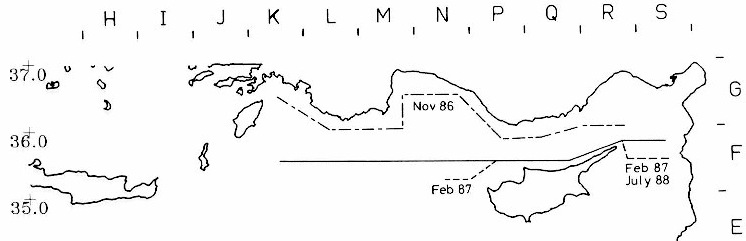 H I J K L M N P Q R S
37.0
G
Nov 86
36.0
F
Feb 87
Feb 87
July 88
35.0
E